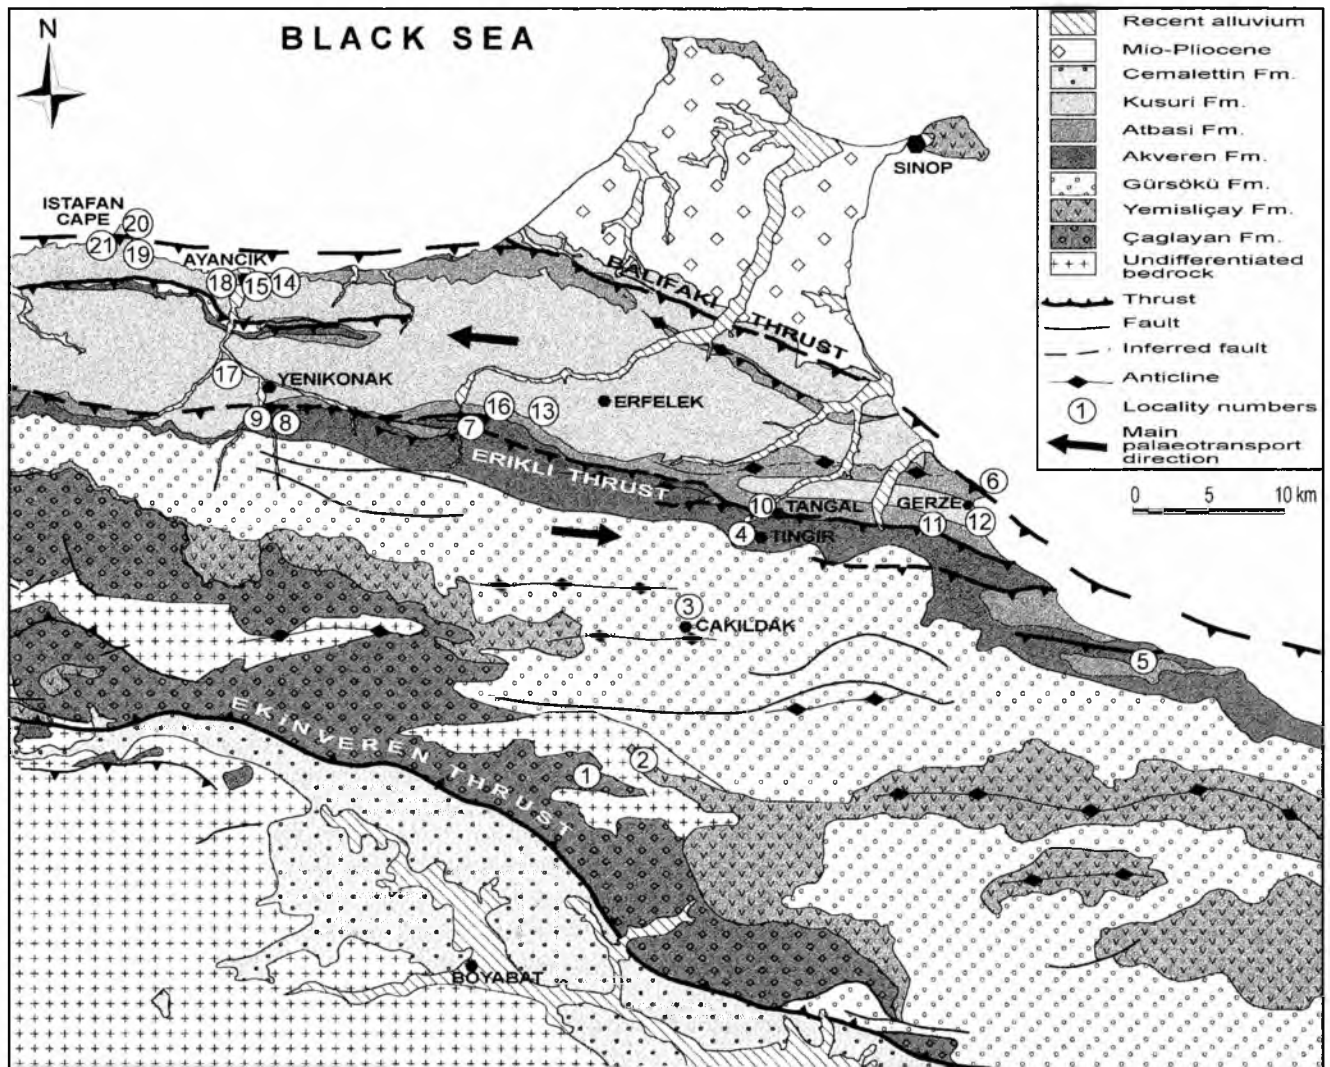 N
BLACK SEA
SINOP
ISTAFAN
CAPE
20
21
19
AYANCIK
18
15
14
BALIFAKI THRUST
17
YENIKONAK
ERFELEK
16
13
9
8
7
ERIKLI THRUST
6
10
TANGAL
GERZE
11
12
4
TINGIR
3
CAKILDAK
5
EKİNVEREN THRUST
1
2
BOYABAT
Recent alluvium
Mio-Pliocene
Cemalettin Fm.
Kusuri Fm.
Atbasi Fm.
Akveren Fm.
Gürsökü Fm.
Yemisliçay Fm.
Çaglayan Fm.
Undifferentiated
bedrock
Thrust
Fault
Inferred fault
Anticline
1 Locality numbers
Main
palaeotransport
direction
0 5 10 km